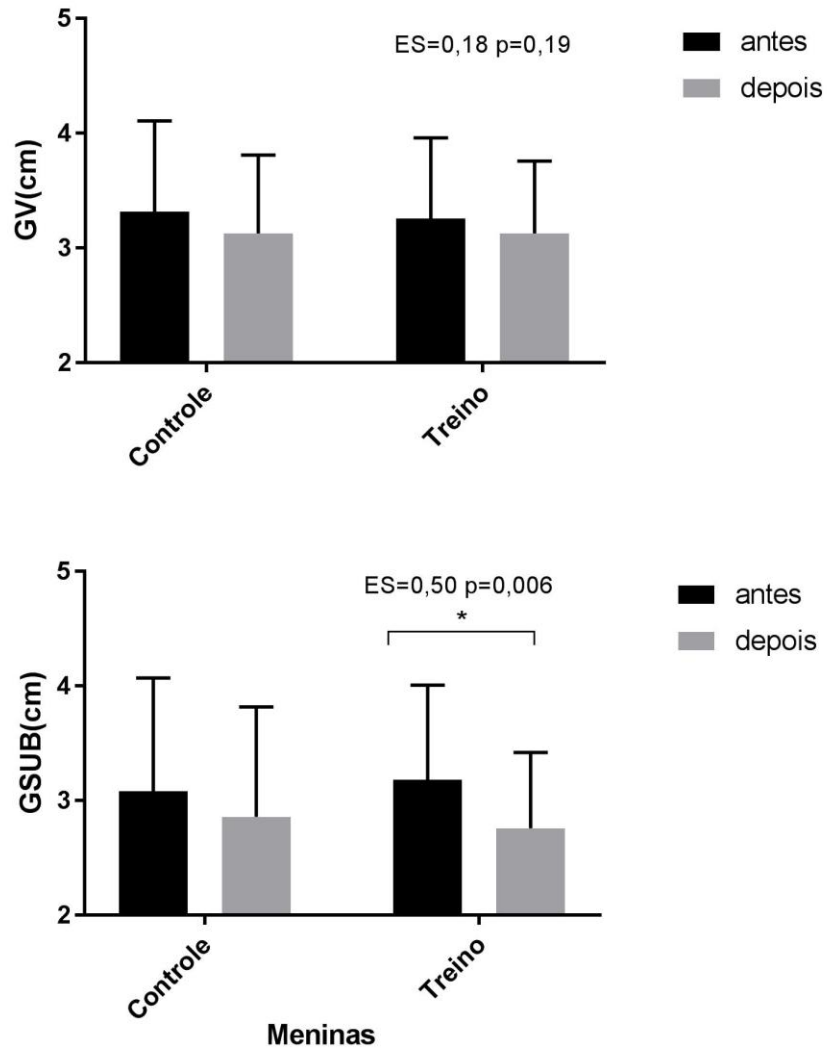 5
ES=0,18 p=0,19
antes
depois
4
GV(cm)
3
2
Controle
Treino
5
ES=0,50 p=0,006
*
antes
depois
4
GSUB(cm)
3
2
Controle
Treino
Meninas